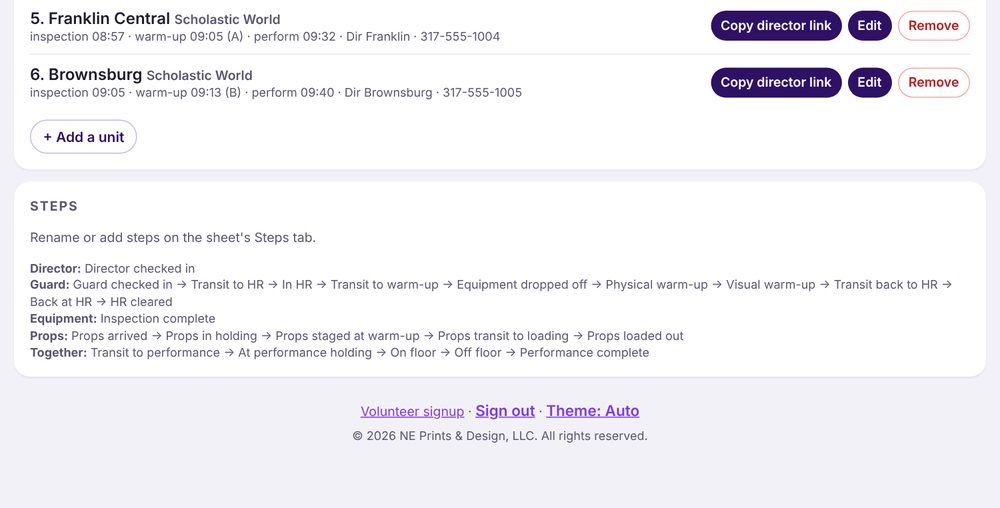 5. Franklin Central Scholastic World
inspection 08:57 · warm-up 09:05 (A) · perform 09:32 · Dir Franklin · 317-555-1004
Copy director link
Edit
Remove
6. Brownsburg Scholastic World
inspection 09:05 · warm-up 09:13 (B) · perform 09:40 · Dir Brownsburg · 317-555-1005
Copy director link
Edit
Remove
+ Add a unit
STEPS
Rename or add steps on the sheet's Steps tab.
Director: Director checked in
Guard: Guard checked in → Transit to HR → In HR → Transit to warm-up → Equipment dropped off → Physical warm-up → Visual warm-up → Transit back to HR →
Back at HR → HR cleared
Equipment: Inspection complete
Props: Props arrived → Props in holding → Props staged at warm-up → Props transit to loading → Props loaded out
Together: Transit to performance → At performance holding → On floor → Off floor → Performance complete
Volunteer signup · Sign out · Theme: Auto
© 2026 NE Prints & Design, LLC. All rights reserved.